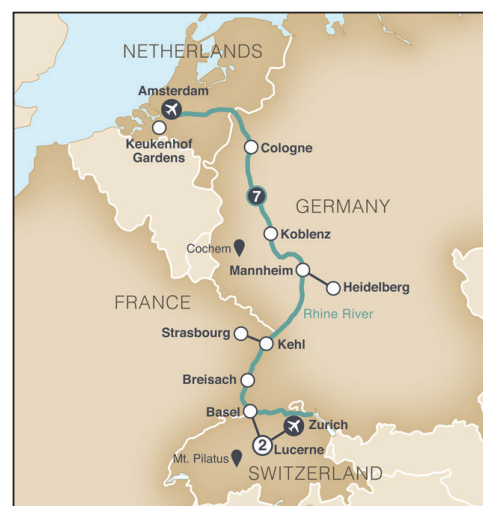 NETHERLANDS
Amsterdam
Keukenhof
Gardens
Cologne
7
GERMANY
Koblenz
Cochem
Mannheim
Heidelberg
FRANCE
Rhine River
Strasbourg
Kehl
Breisach
Basel
Zurich
2
Lucerne
Mt. Pilatus
SWITZERLAND